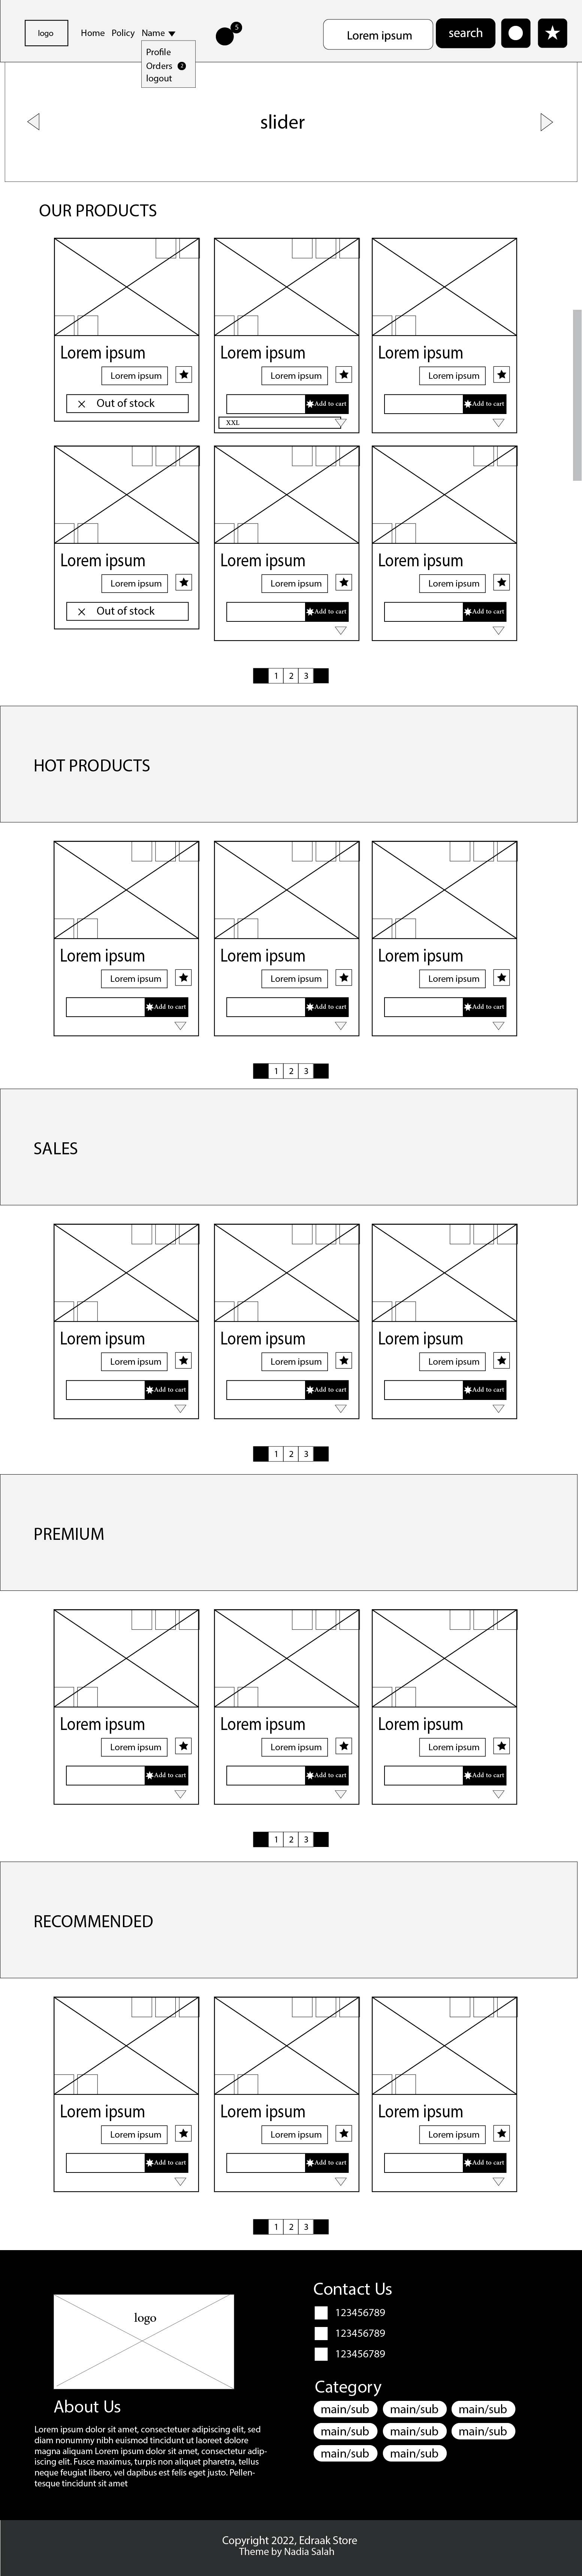 logo
Home Policy Name
5
Lorem ipsum
search
Profile
Orders 2
logout
slider
OUR PRODUCTS
Lorem ipsum Lorem ipsum Lorem ipsum
Lorem ipsum Lorem ipsum Lorem ipsum
Out of stock Add to cart Add to cart
XXL
Lorem ipsum Lorem ipsum Lorem ipsum
Lorem ipsum Lorem ipsum Lorem ipsum
Out of stock Add to cart Add to cart
1 2 3
HOT PRODUCTS
Lorem ipsum Lorem ipsum Lorem ipsum
Lorem ipsum Lorem ipsum Lorem ipsum
Add to cart Add to cart Add to cart
1 2 3
SALES
Lorem ipsum Lorem ipsum Lorem ipsum
Lorem ipsum Lorem ipsum Lorem ipsum
Add to cart Add to cart Add to cart
1 2 3
PREMIUM
Lorem ipsum Lorem ipsum Lorem ipsum
Lorem ipsum Lorem ipsum Lorem ipsum
Add to cart Add to cart Add to cart
1 2 3
RECOMMENDED
Lorem ipsum Lorem ipsum Lorem ipsum
Lorem ipsum Lorem ipsum Lorem ipsum
Add to cart Add to cart Add to cart
1 2 3
logo
About Us
Lorem ipsum dolor sit amet, consectetuer adipiscing elit, sed
diam nonummy nibh euismod tincidunt ut laoreet dolore
magna aliquam Lorem ipsum dolor sit amet, consectetur adip-
iscing elit. Fusce maximus, turpis non aliquet pharetra, tellus
neque feugiat libero, vel dapibus est felis eget justo. Pellen-
tesque tincidunt sit amet
Contact Us
123456789
123456789
123456789
Category
main/sub main/sub main/sub
main/sub main/sub main/sub
main/sub main/sub
Copyright 2022, Edraak Store
Theme by Nadia Salah